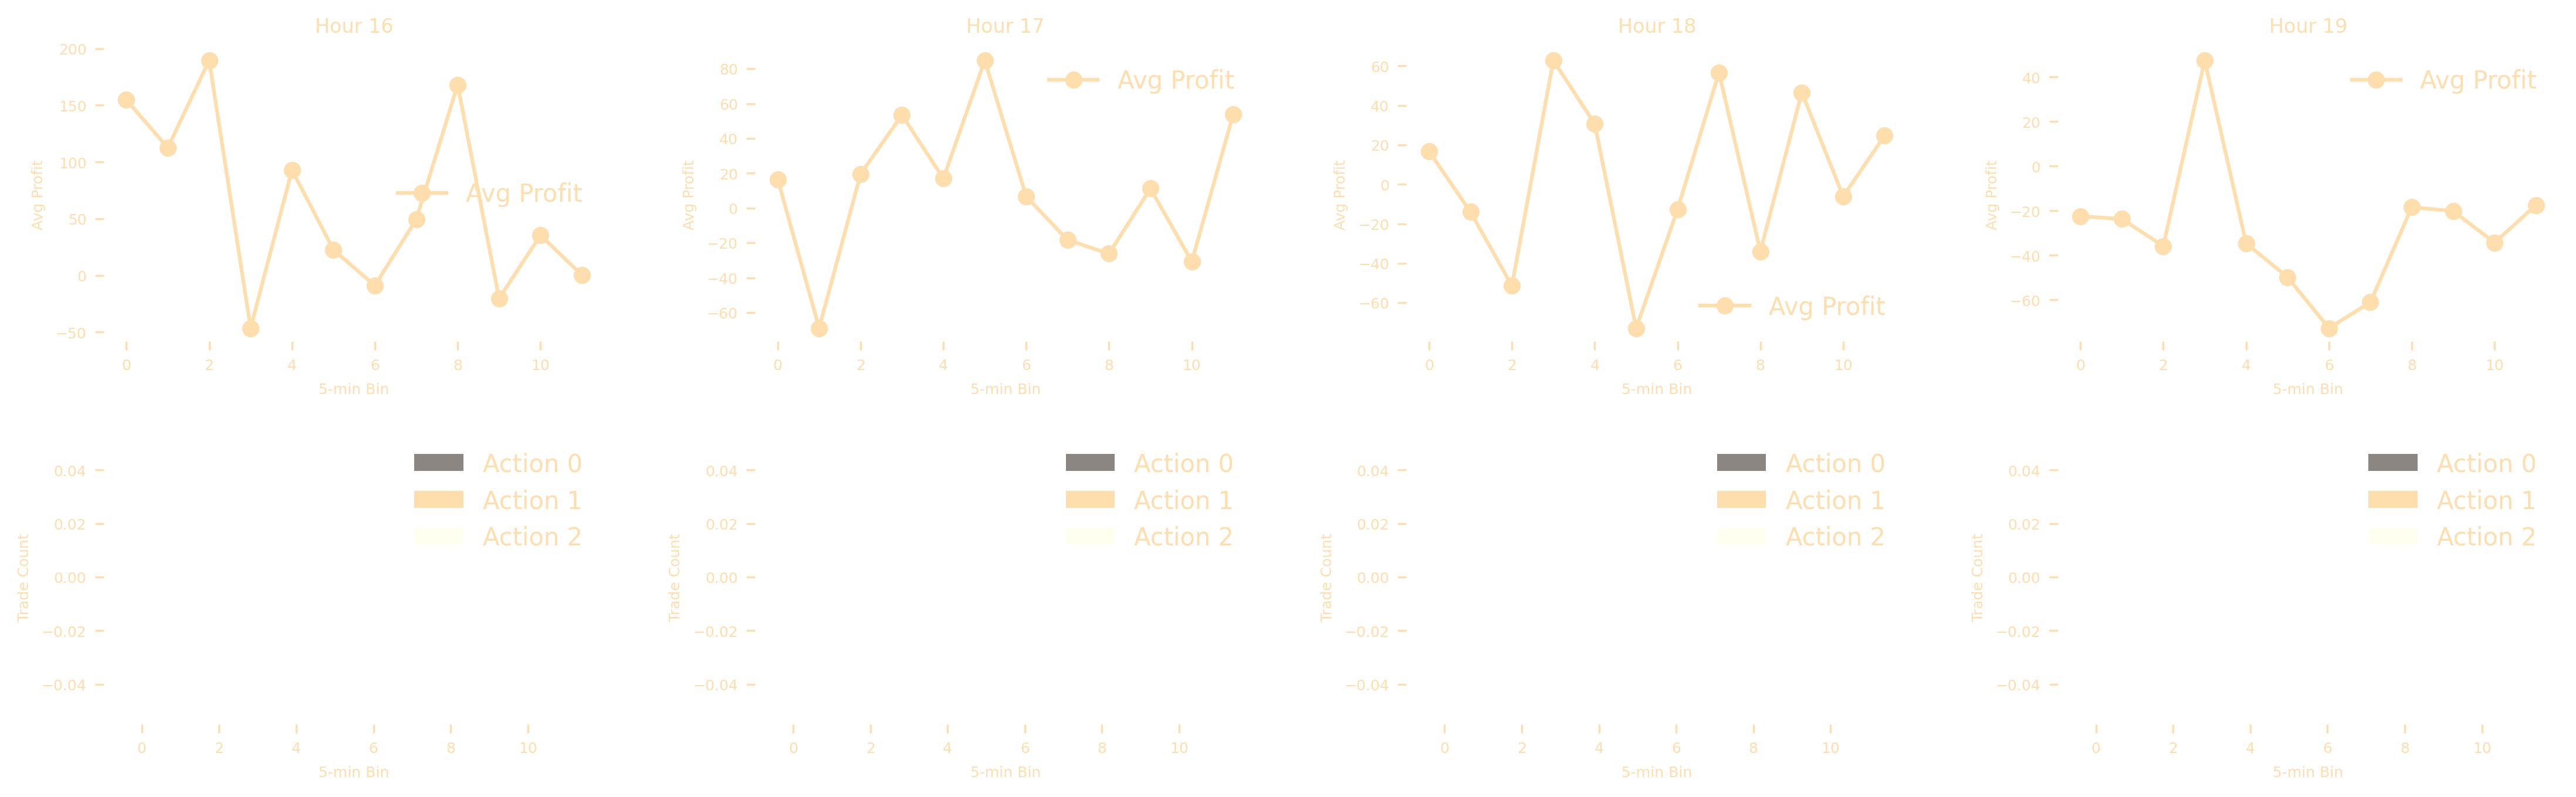 Hour 16
200
150
100
50
0
−50
Avg Profit
Avg Profit
0 2 4 6 8 10
5-min Bin
Hour 17
80
60
40
20
0
−20
−40
−60
Avg Profit
Avg Profit
0 2 4 6 8 10
5-min Bin
Hour 18
60
40
20
0
−20
−40
−60
Avg Profit
Avg Profit
0 2 4 6 8 10
5-min Bin
Hour 19
40
20
0
−20
−40
−60
Avg Profit
Avg Profit
0 2 4 6 8 10
5-min Bin
0.04
0.02
0.00
−0.02
−0.04
Trade Count
Action 0
Action 1
Action 2
0 2 4 6 8 10
5-min Bin
0.04
0.02
0.00
−0.02
−0.04
Trade Count
Action 0
Action 1
Action 2
0 2 4 6 8 10
5-min Bin
0.04
0.02
0.00
−0.02
−0.04
Trade Count
Action 0
Action 1
Action 2
0 2 4 6 8 10
5-min Bin
0.04
0.02
0.00
−0.02
−0.04
Trade Count
Action 0
Action 1
Action 2
0 2 4 6 8 10
5-min Bin